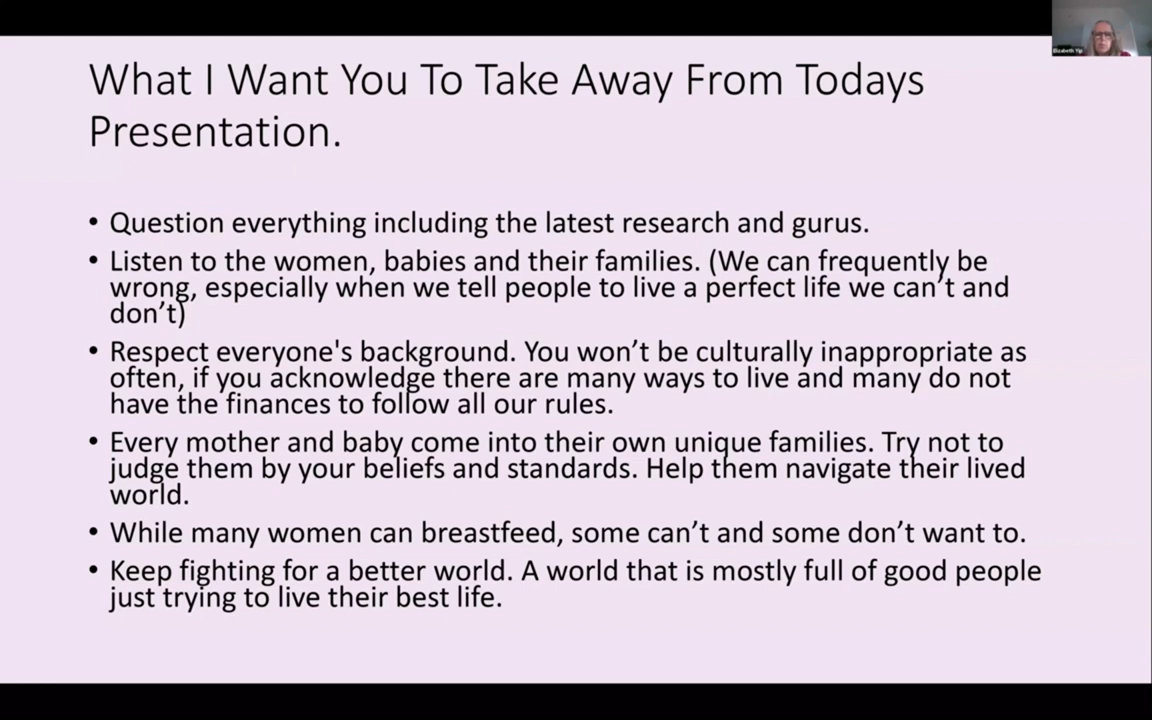 Elizabeth Yip
What I Want You To Take Away From Todays
Presentation.
• Question everything including the latest research and gurus.
• Listen to the women, babies and their families. (We can frequently be
wrong, especially when we tell people to live a perfect life we can’t and
don’t)
• Respect everyone's background. You won’t be culturally inappropriate as
often, if you acknowledge there are many ways to live and many do not
have the finances to follow all our rules.
• Every mother and baby come into their own unique families. Try not to
judge them by your beliefs and standards. Help them navigate their lived
world.
• While many women can breastfeed, some can’t and some don’t want to.
• Keep fighting for a better world. A world that is mostly full of good people
just trying to live their best life.